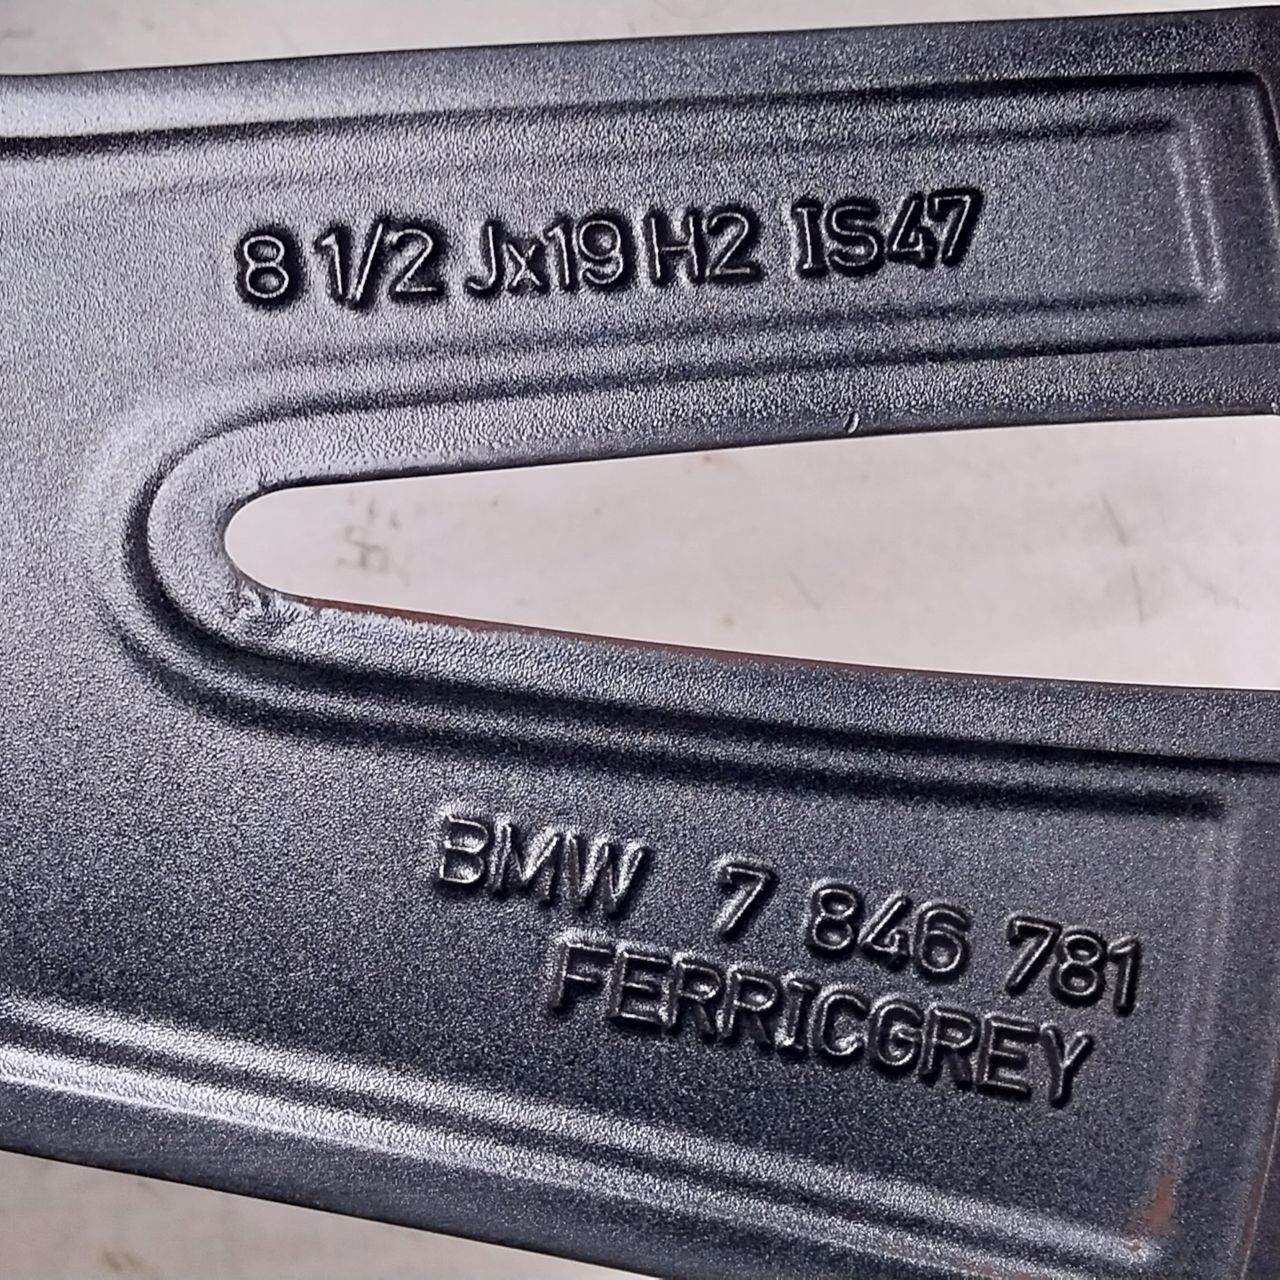 8 1/2 Jx19 H2 IS47
BMW 7 846 781
FERRICGREY